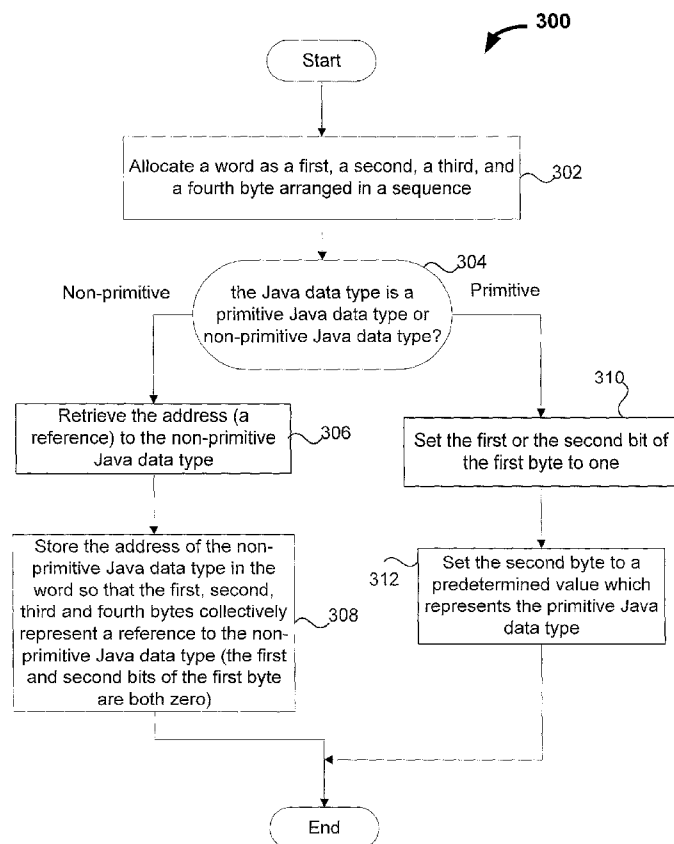 300
Start
Allocate a word as a first, a second, a third, and
a fourth byte arranged in a sequence
302
304
Non-primitive
the Java data type is a
primitive Java data type or
non-primitive Java data type?
Primitive
310
Retrieve the address (a
reference) to the non-primitive
Java data type
306
Set the first or the second bit of
the first byte to one
Store the address of the non-
primitive Java data type in the
word so that the first, second,
third and fourth bytes collectively
represent a reference to the non-
primitive Java data type (the first
and second bits of the first byte
are both zero)
308
312
Set the second byte to a
predetermined value which
represents the primitive Java
data type
End